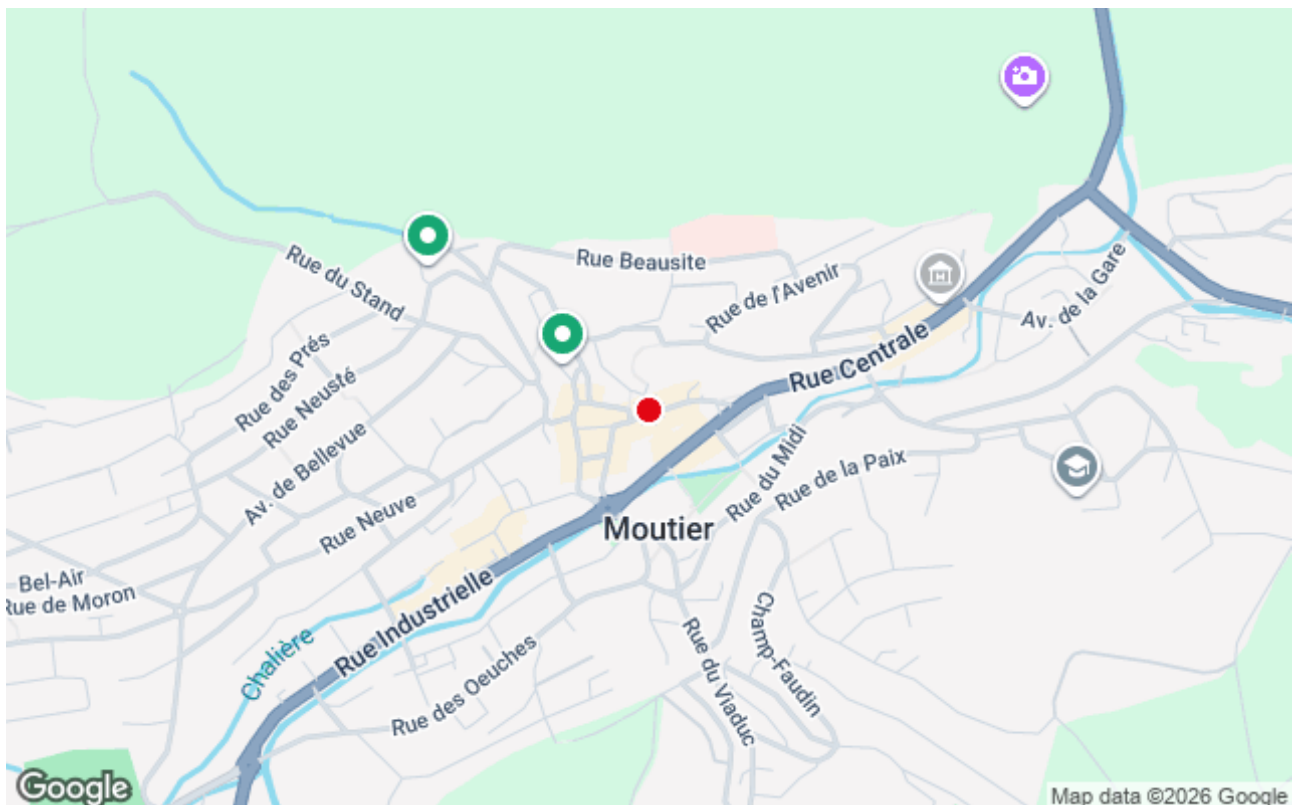 Rue Beausite
Rue du Stand
Rue de l'Avenir
Av. de la Gare
Rue Centrale
Rue des Prés
Rue Neusté
Av. de Bellevue
Rue du Midi
Rue de la Paix
Rue Neuve
Moutier
Bel-Air
Rue de Moron
Rue Industrielle
Chalière
Champ-Faudin
Rue du Viaduc
Rue des Oeuches
Google
Map data ©2026 Google